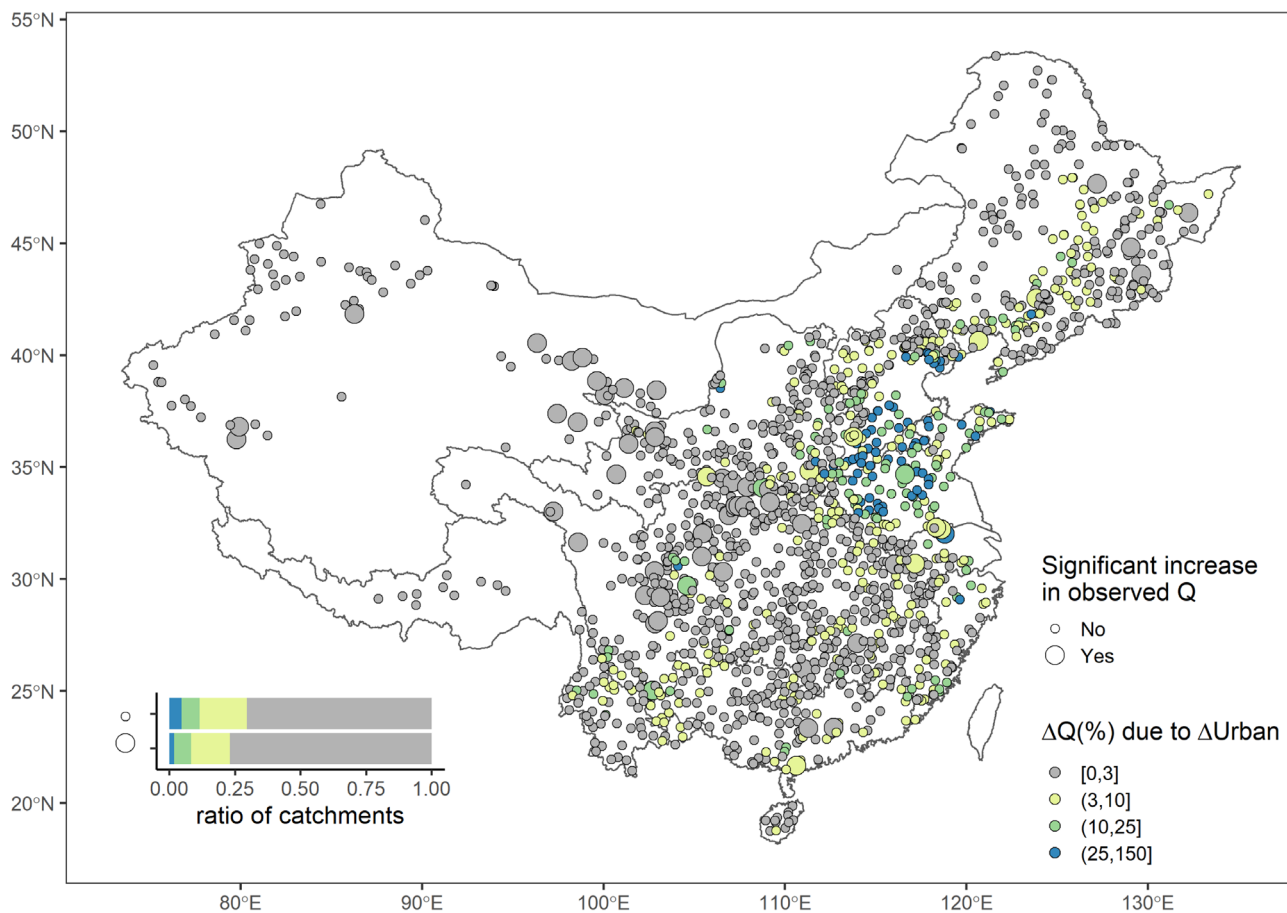 55°N
50°N
45°N
40°N
35°N
30°N
25°N
20°N
Significant increase
in observed Q
No
Yes
ΔQ(%) due to ΔUrban
[0,3]
(3,10]
(10,25]
(25,150]
0.00 0.25 0.50 0.75 1.00
ratio of catchments
80°E 90°E 100°E 110°E 120°E 130°E